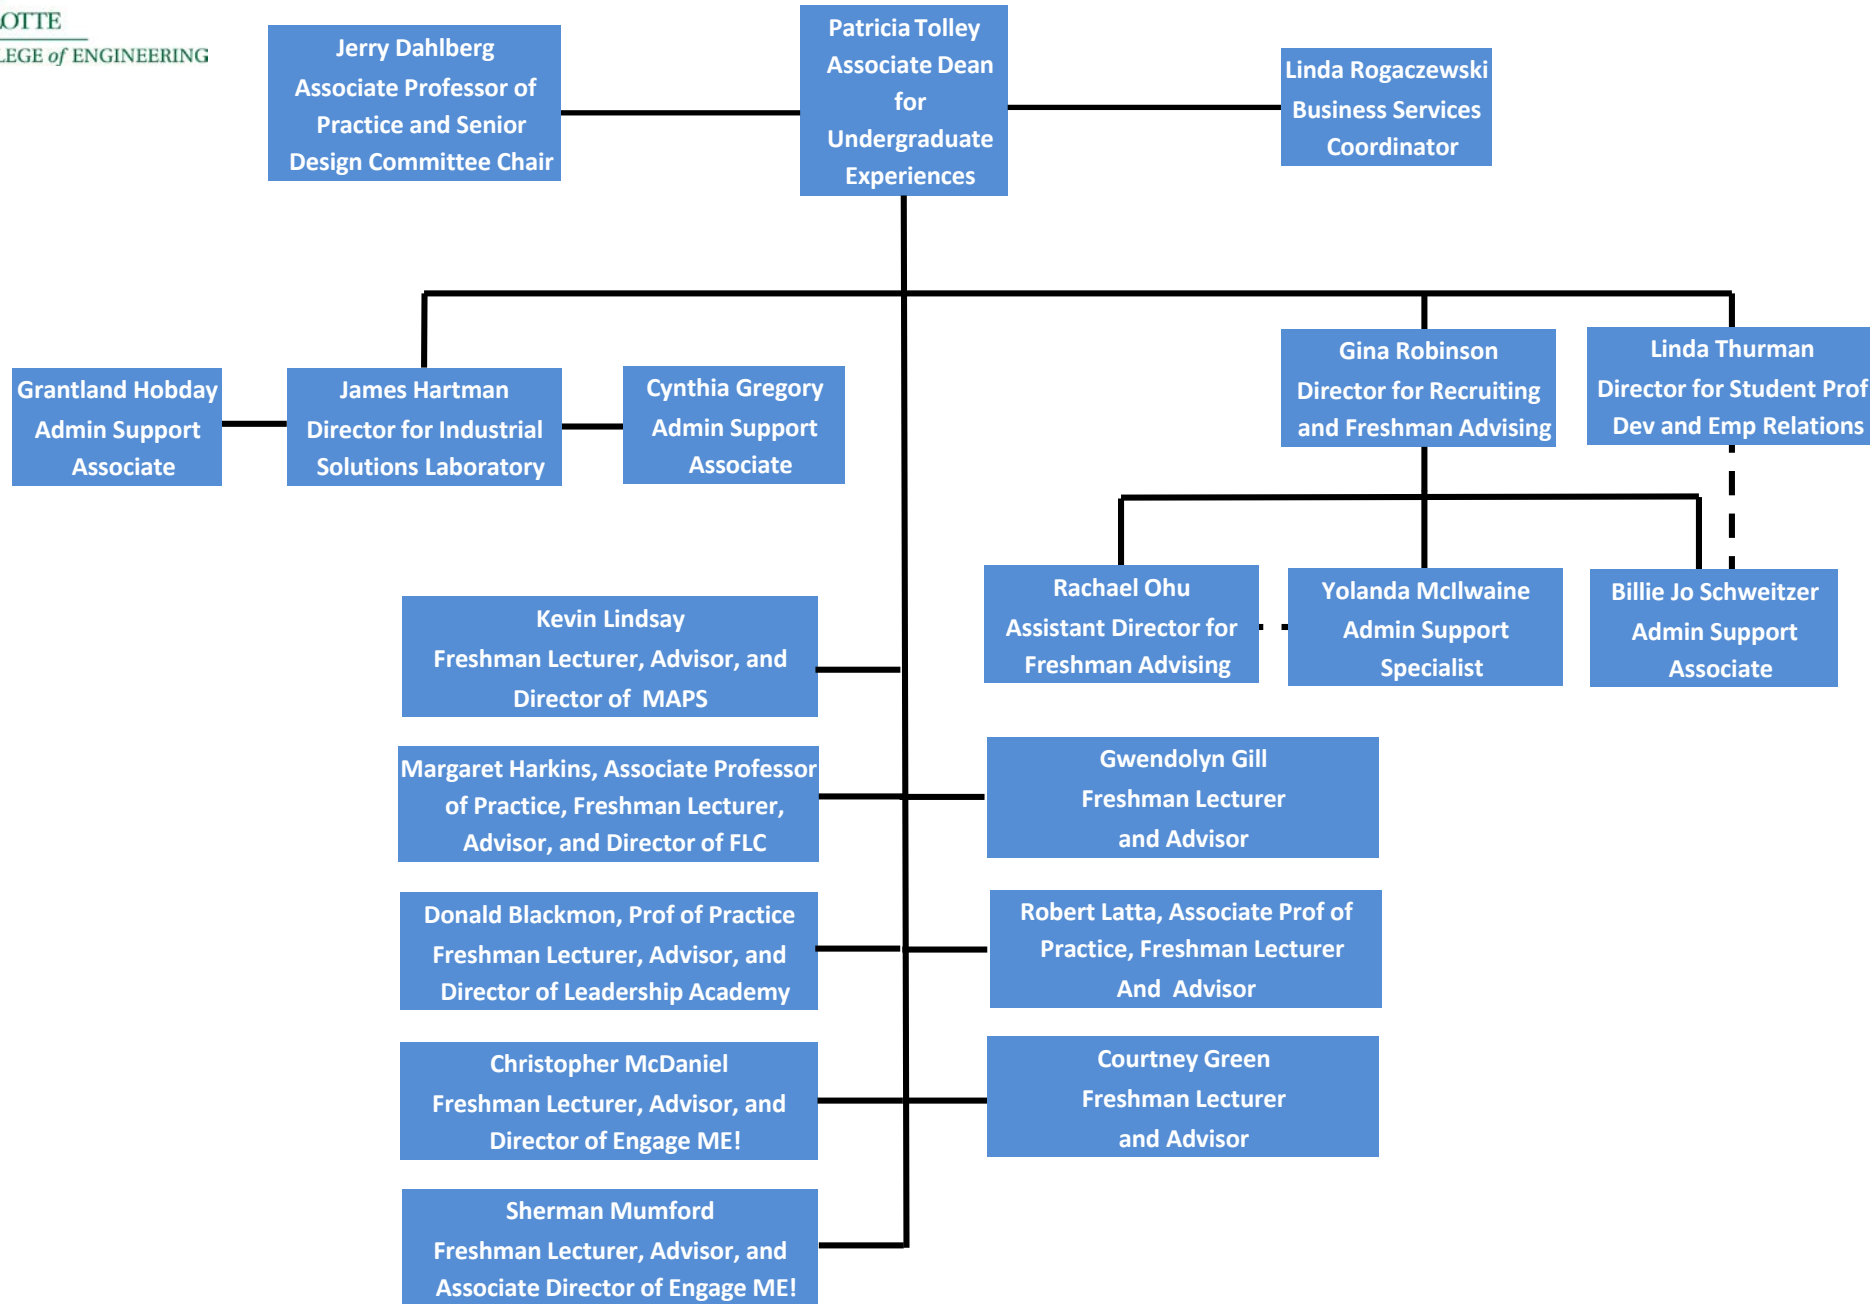 COLLEGE of ENGINEERING
Jerry Dahlberg
Associate Professor of
Practice and Senior
Design Committee Chair
Patricia Tolley
Associate Dean
for
Undergraduate
Experiences
Linda Rogaczewski
Business Services
Coordinator
Grantland Hobday
Admin Support
Associate
James Hartman
Director for Industrial
Solutions Laboratory
Cynthia Gregory
Admin Support
Associate
Gina Robinson
Director for Recruiting
and Freshman Advising
Linda Thurman
Director for Student Prof
Dev and Emp Relations
Rachael Ohu
Assistant Director for
Freshman Advising
Yolanda McIlwaine
Admin Support
Specialist
Billie Jo Schweitzer
Admin Support
Associate
Kevin Lindsay
Freshman Lecturer, Advisor, and
Director of MAPS
Margaret Harkins, Associate Professor
of Practice, Freshman Lecturer,
Advisor, and Director of FLC
Gwendolyn Gill
Freshman Lecturer
and Advisor
Donald Blackmon, Prof of Practice
Freshman Lecturer, Advisor, and
Director of Leadership Academy
Robert Latta, Associate Prof of
Practice, Freshman Lecturer
And Advisor
Christopher McDaniel
Freshman Lecturer, Advisor, and
Director of Engage ME!
Courtney Green
Freshman Lecturer
and Advisor
Sherman Mumford
Freshman Lecturer, Advisor, and
Associate Director of Engage ME!